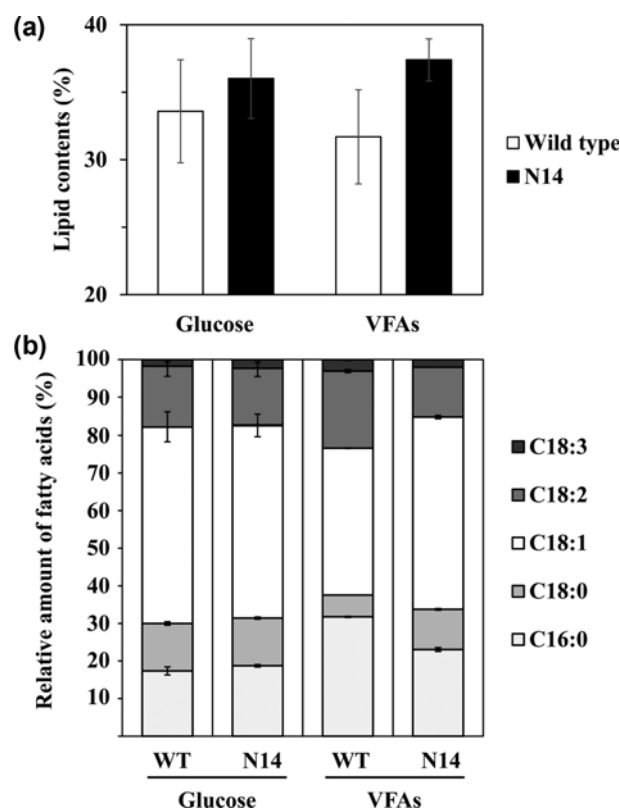 (a)
Lipid contents (%)
40
30
20
Glucose
VFAs
Wild type
N14
(b)
Relative amount of fatty acids (%)
100
90
80
70
60
50
40
30
20
10
WT
N14
WT
N14
Glucose
VFAs
C18:3
C18:2
C18:1
C18:0
C16:0